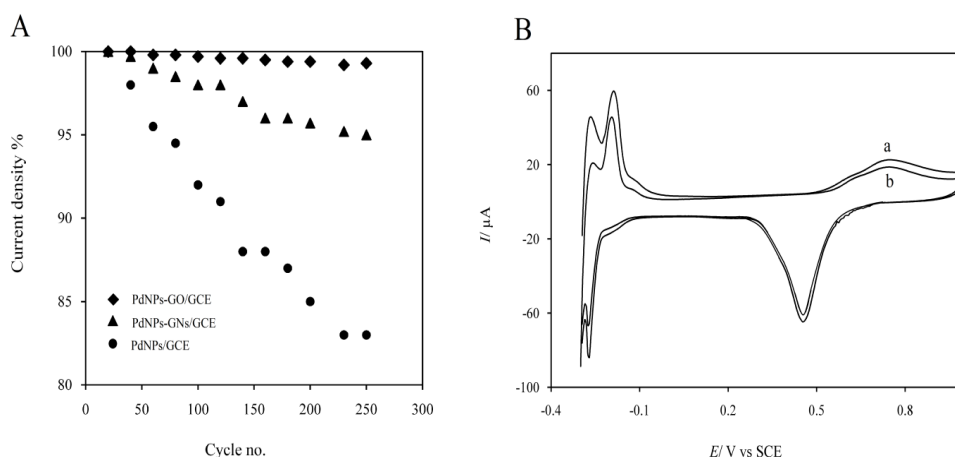 A
100
95
90
85
80
Current density %
PdNPs-GO/GCE
PdNPs-GNs/GCE
PdNPs/GCE
0 50 100 150 200 250 300
Cycle no.
B
60
20
-20
-60
-100
I/ µA
a
b
-0.4 -0.1 0.2 0.5 0.8
E/ V vs SCE